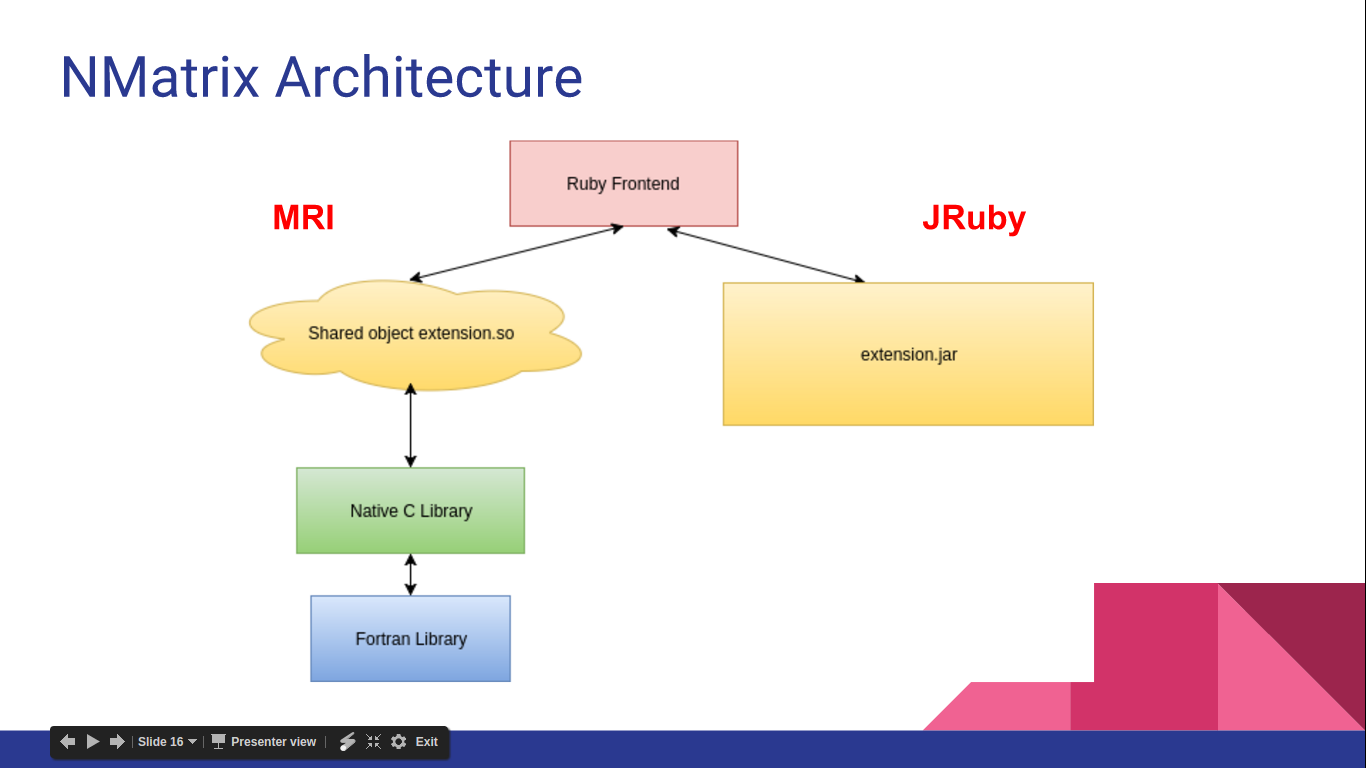 NMatrix Architecture
Ruby Frontend
MRI
JRuby
Shared object extension.so
extension.jar
Native C Library
Fortran Library
Slide 16
Presenter view
Exit